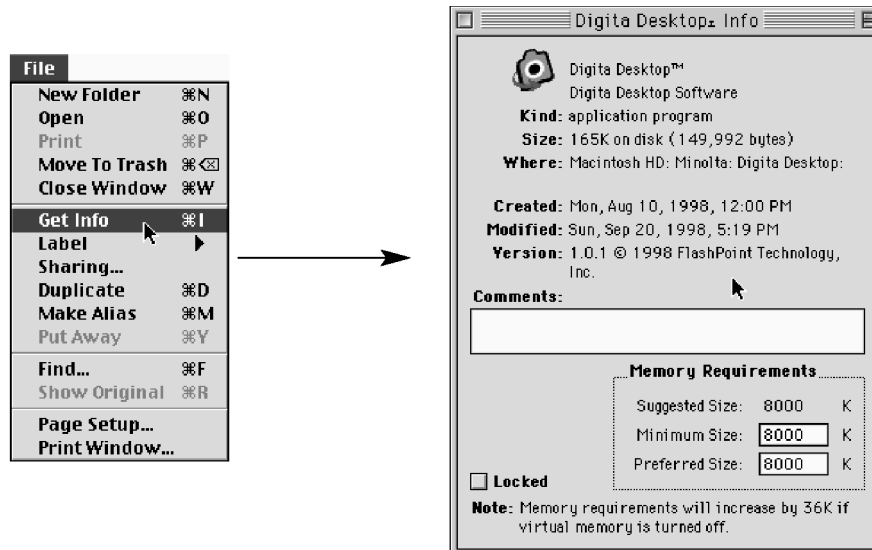 File
New Folder ⌘N
Open ⌘O
Print ⌘P
Move To Trash ⌘⌫
Close Window ⌘W
Get Info ⌘I
Label ▶
Sharing...
Duplicate ⌘D
Make Alias ⌘M
Put Away ⌘Y
Find... ⌘F
Show Original ⌘R
Page Setup...
Print Window...
Digita Desktop™ Info
Digita Desktop™
Digita Desktop Software
Kind: application program
Size: 165K on disk (149,992 bytes)
Where: Macintosh HD: Minolta: Digita Desktop:
Created: Mon, Aug 10, 1998, 12:00 PM
Modified: Sun, Sep 20, 1998, 5:19 PM
Version: 1.0.1 © 1998 FlashPoint Technology,
Inc.
Comments:
Memory Requirements
Suggested Size: 8000 K
Minimum Size: 8000 K
Preferred Size: 8000 K
Locked
Note: Memory requirements will increase by 36K if
virtual memory is turned off.